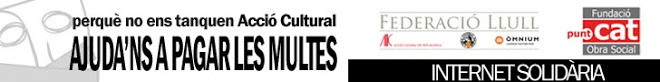 perquè no ens tanquen Acció Cultural
AJUDA'NS A PAGAR LES MULTES
FEDERACIÓ LLULL
ÒMNIUM
Fundació
punt cat
Obra Social
INTERNET SOLIDÀRIA